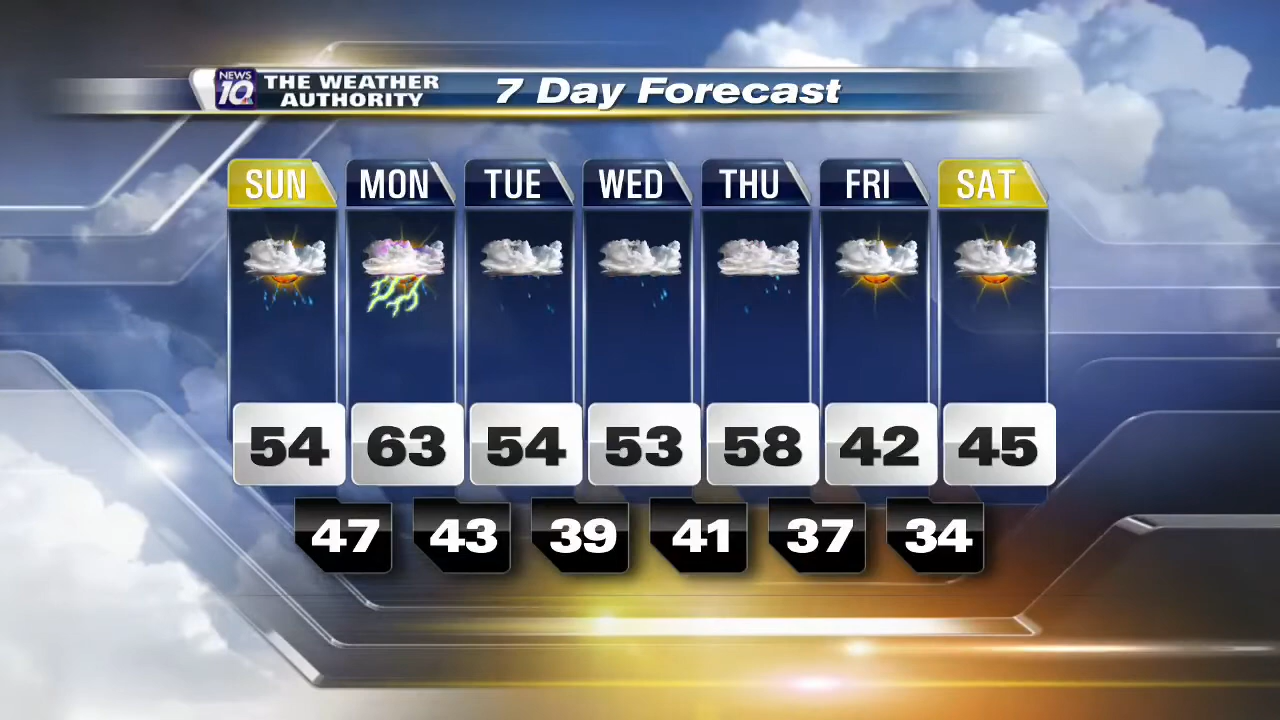 NEWS
10
THE WEATHER
AUTHORITY
7 Day Forecast
SUN MON TUE WED THU FRI SAT
54 63 54 53 58 42 45
47 43 39 41 37 34